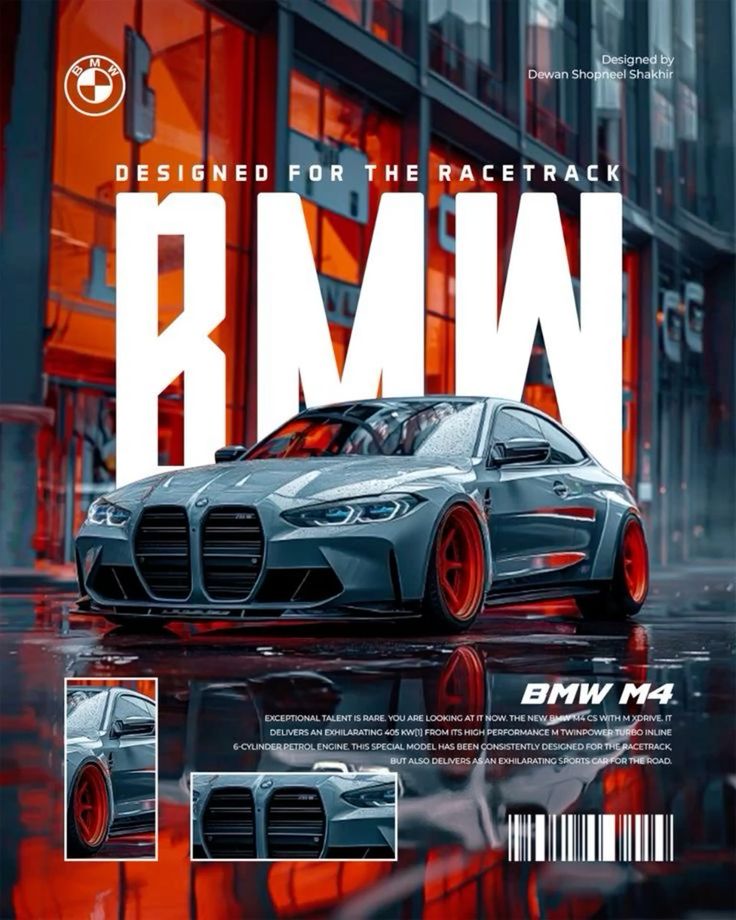 BMW
Designed by
Dewan Shopneel Shakhir
DESIGNED FOR THE RACETRACK
BMW
BMW M4
EXCEPTIONAL TALENT IS RARE. YOU ARE LOOKING AT IT NOW. THE NEW BMW M4 CS WITH M XDRIVE. IT
DELIVERS AN EXHILARATING 405 KW[1] FROM ITS HIGH PERFORMANCE M TWINPOWER TURBO INLINE
6-CYLINDER PETROL ENGINE. THIS SPECIAL MODEL HAS BEEN CONSISTENTLY DESIGNED FOR THE RACETRACK,
BUT ALSO DELIVERS AS AN EXHILARATING SPORTS CAR FOR THE ROAD.